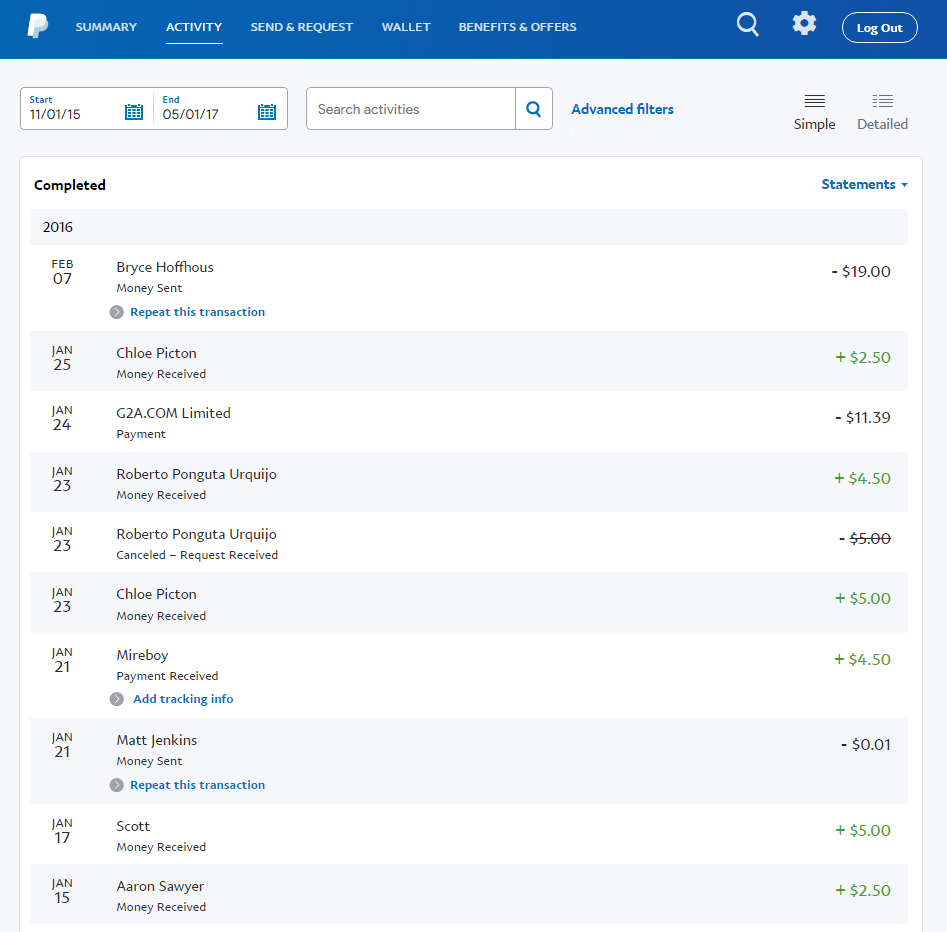 SUMMARY ACTIVITY SEND & REQUEST WALLET BENEFITS & OFFERS Log Out
Start End
11/01/15 05/01/17 Search activities Advanced filters
Simple Detailed
Completed Statements
2016
FEB
07 Bryce Hoffhous - $19.00
Money Sent
Repeat this transaction
JAN
25 Chloe Picton + $2.50
Money Received
JAN
24 G2A.COM Limited - $11.39
Payment
JAN
23 Roberto Ponguta Urquijo + $4.50
Money Received
JAN
23 Roberto Ponguta Urquijo - $5.00
Canceled – Request Received
JAN
23 Chloe Picton + $5.00
Money Received
JAN
21 Mireboy + $4.50
Payment Received
Add tracking info
JAN
21 Matt Jenkins - $0.01
Money Sent
Repeat this transaction
JAN
17 Scott + $5.00
Money Received
JAN
15 Aaron Sawyer + $2.50
Money Received